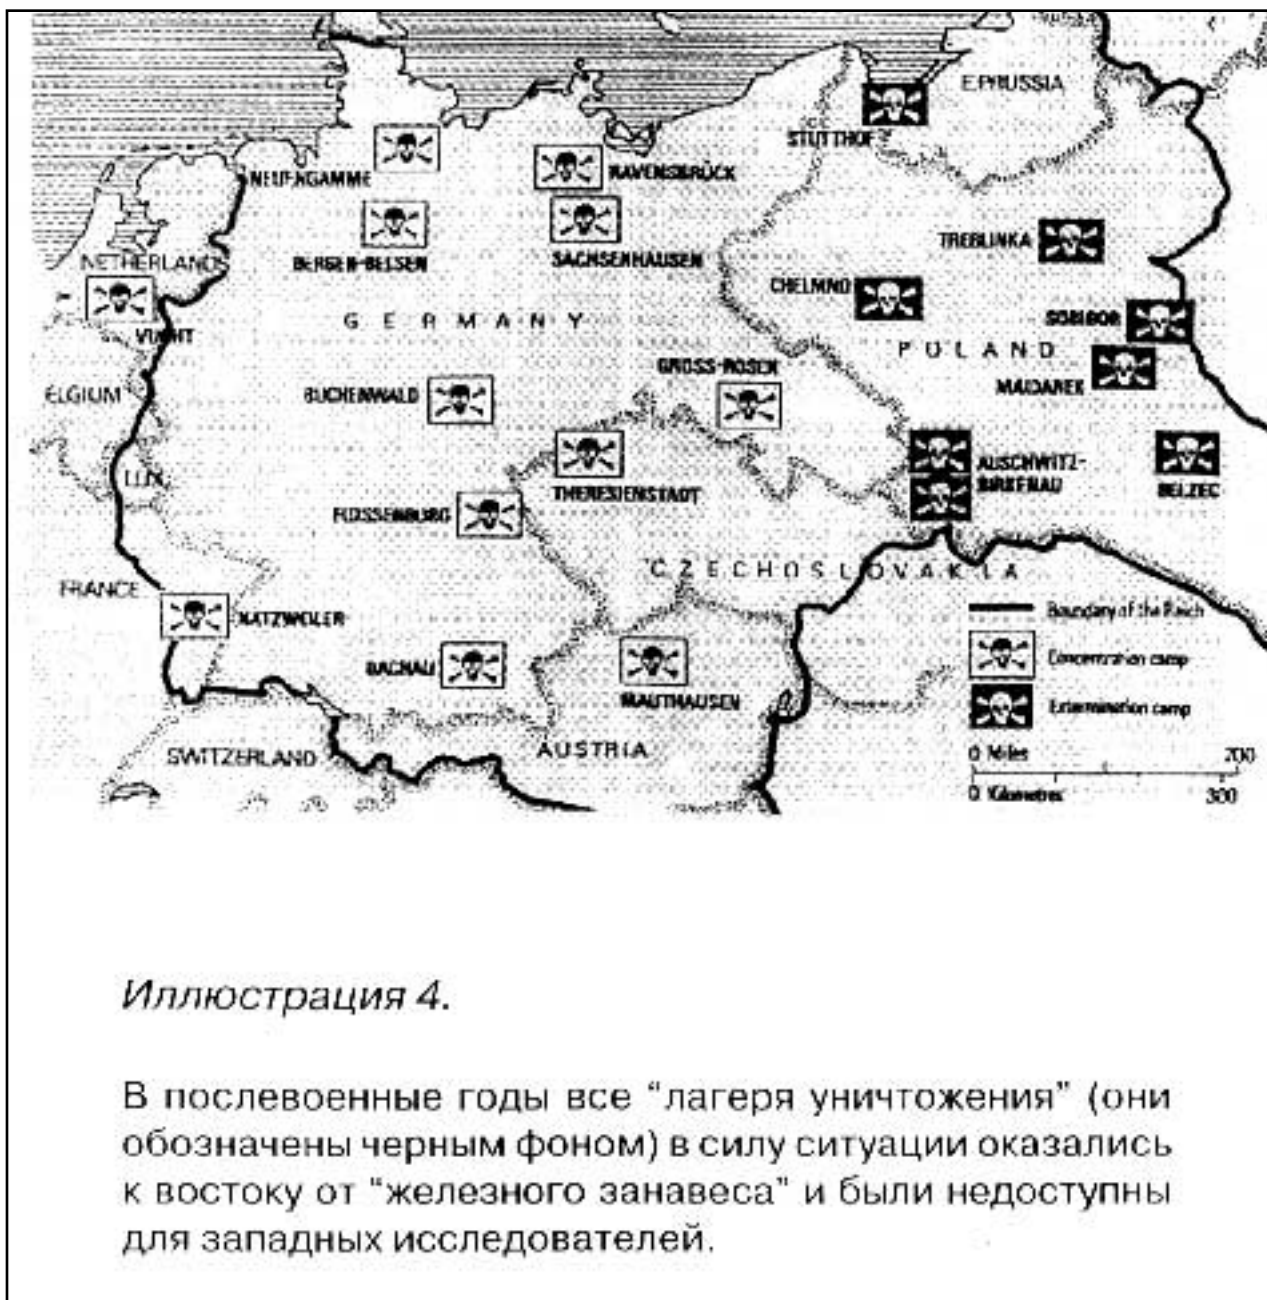 E.PRUSSIA
STUTTHOF
NEUENGAMME
RAVENSBRÜCK
BERGEN-BELSEN
SACHSENHAUSEN
TREBLINKA
NETHERLAND
CHELMNO
SOBIBOR
VUGHT
G E R M A N Y
P O L A N D
GROSS-ROSEN
MAIDANEK
ELGIUM
BUCHENWALD
AUSCHWITZ-
BIRKENAU
LUX.
THERESIENSTADT
BELZEC
FLOSSENBURG
C Z E C H O S L O V A K I A
FRANCE
NATZWEILER
Boundary of the Reich
Concentration camp
DACHAU
MAUTHAUSEN
Extermination camp
SWITZERLAND
AUSTRIA
0 Miles 200
0 Kilometres 300
Иллюстрация 4.
В послевоенные годы все “лагеря уничтожения” (они
обозначены черным фоном) в силу ситуации оказались
к востоку от “железного занавеса” и были недоступны
для западных исследователей.